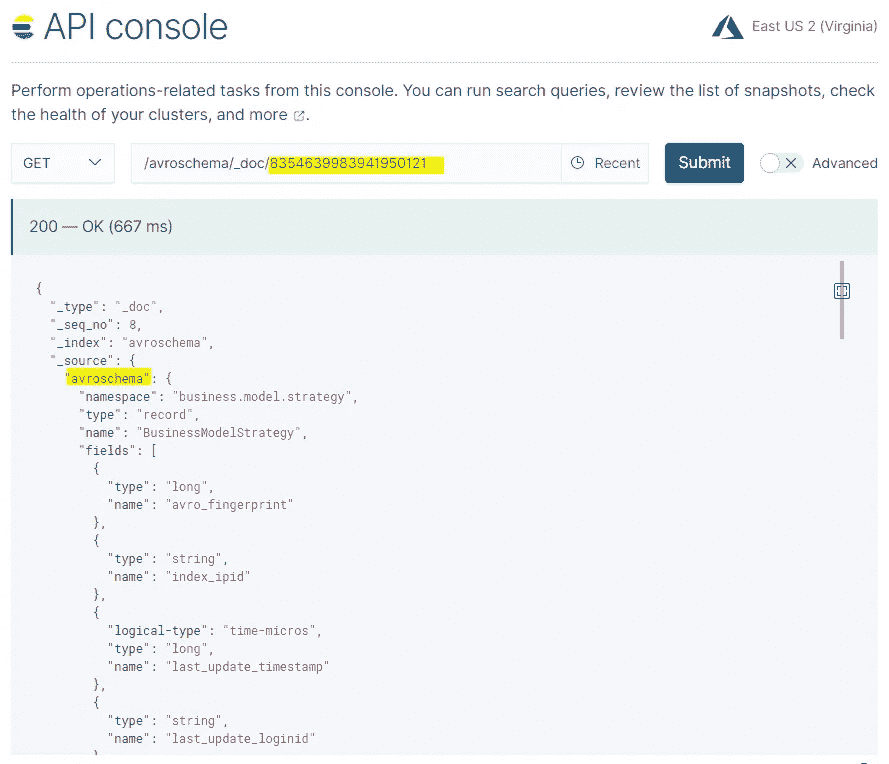 API console
East US 2 (Virginia)
Perform operations-related tasks from this console. You can run search queries, review the list of snapshots, check
the health of your clusters, and more.
GET
/avroschema/_doc/8354639983941950121
Recent
Submit
Advanced
200 — OK (667 ms)
{
"_type": "_doc",
"_seq_no": 8,
"_index": "avroschema",
"_source": {
"avroschema": {
"namespace": "business.model.strategy",
"type": "record",
"name": "BusinessModelStrategy",
"fields": [
{
"type": "long",
"name": "avro_fingerprint"
},
{
"type": "string",
"name": "index_ipid"
},
{
"logical-type": "time-micros",
"type": "long",
"name": "last_update_timestamp"
},
{
"type": "string",
"name": "last_update_loginid"